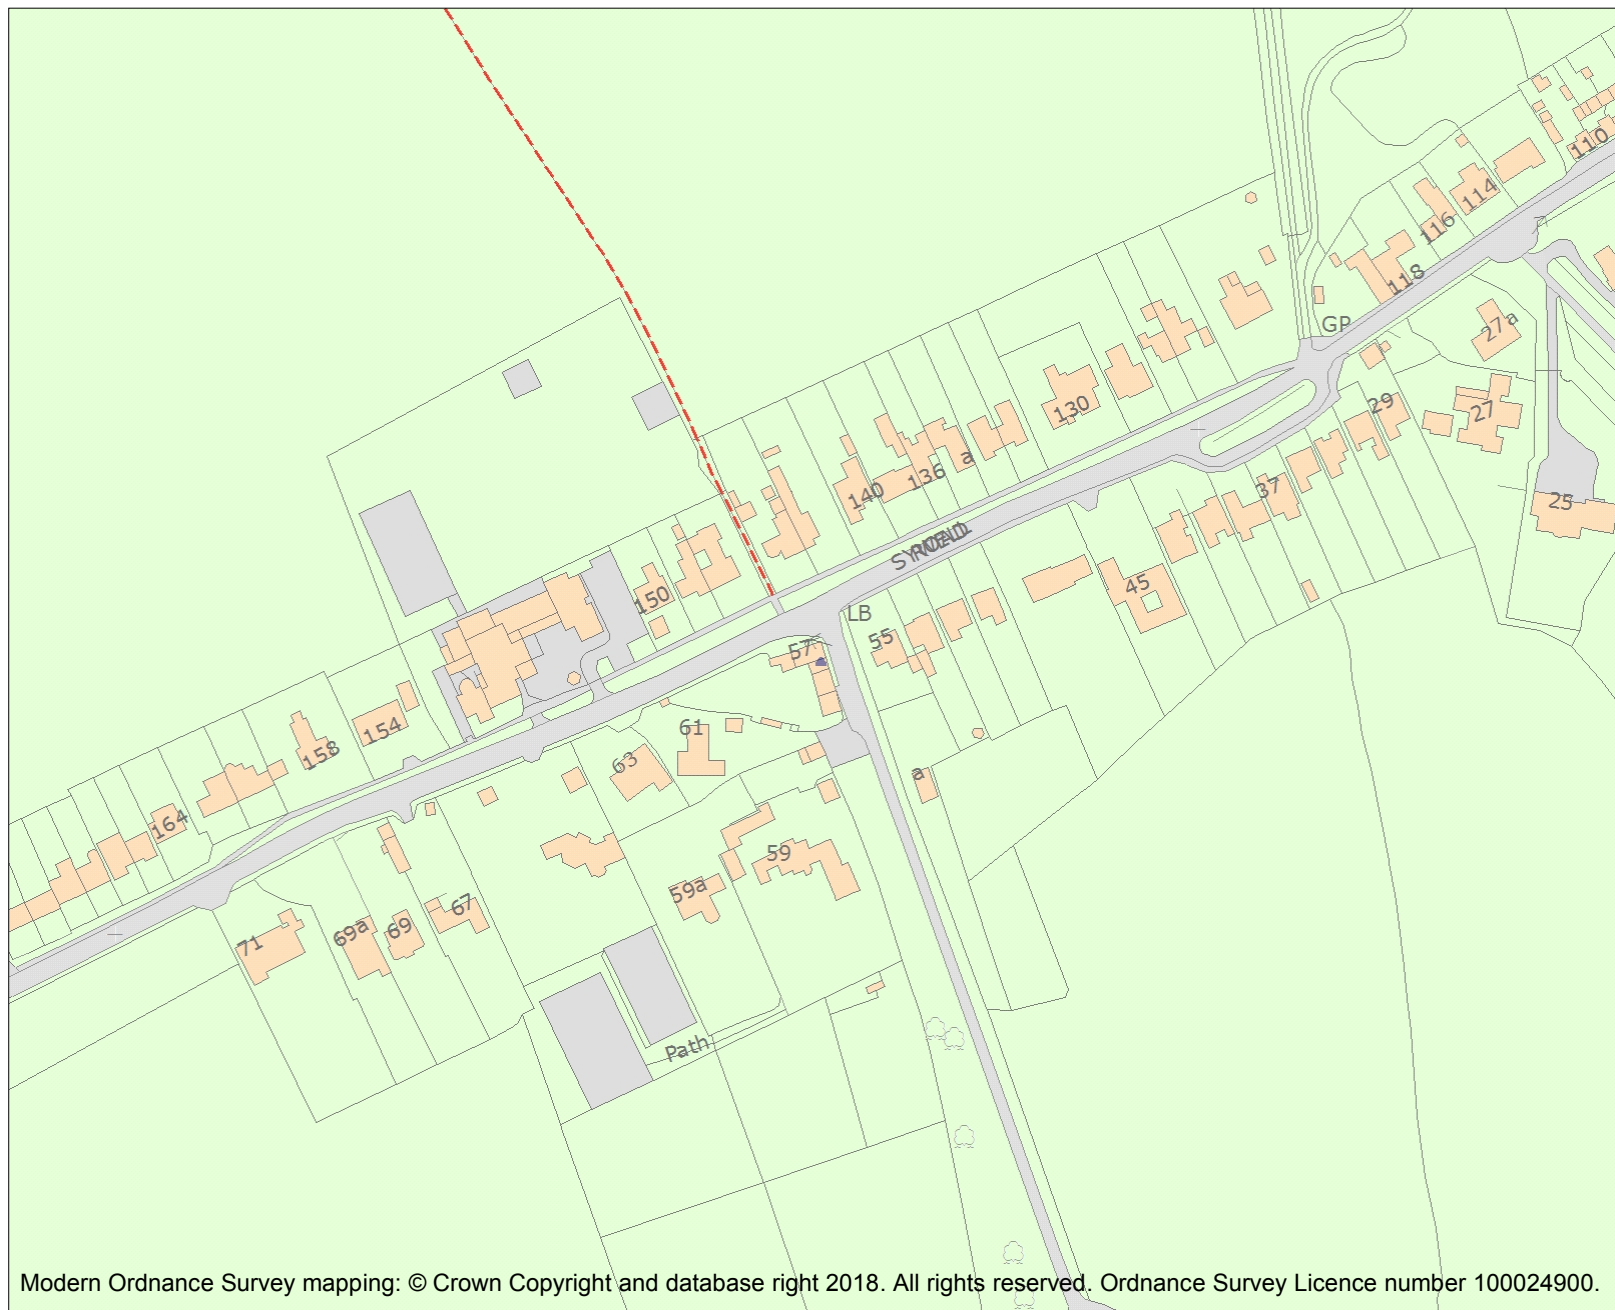 110
114
116
118
GP
27a
130
29
27
a
136
140
37
25
150
45
LB
55
57
61
154
158
63
a
164
59
59a
67
69
69a
71
Path
Modern Ordnance Survey mapping: © Crown Copyright and database right 2018. All rights reserved. Ordnance Survey Licence number 100024900.